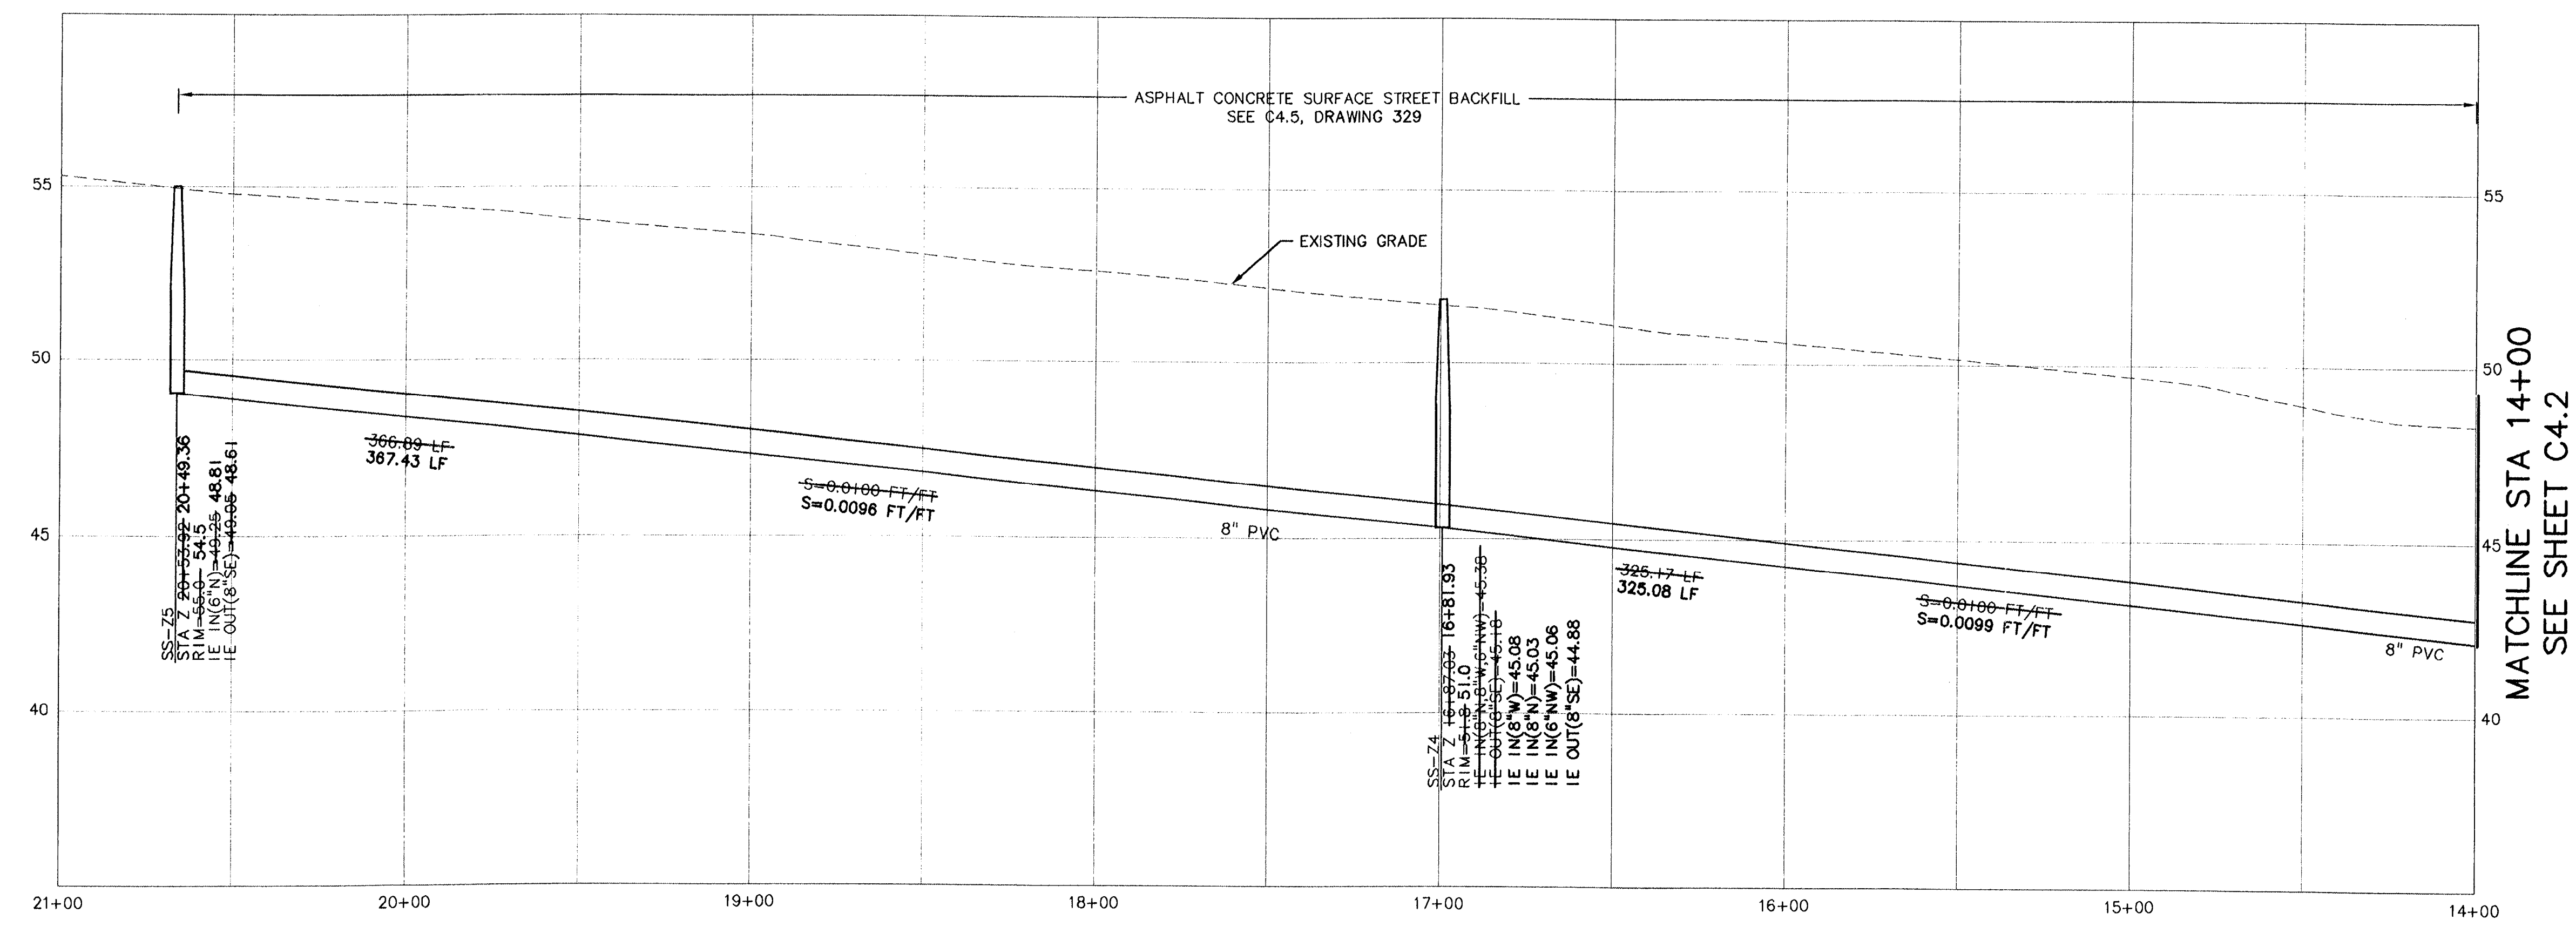 ASPHALT CONCRETE SURFACE STREET BACKFILL
SEE C4.5, DRAWING 329
EXISTING GRADE
55
50
45
40
55
50
45
40
366.89 LF
367.43 LF
S=0.0100 FT/FT
S=0.0096 FT/FT
8" PVC
325.17 LF
325.08 LF
S=0.0100 FT/FT
S=0.0099 FT/FT
8" PVC
SS-Z5
STA Z 20+53.92 20+49.36
RIM=55.0 54.5
IE IN(6"N)=49.25 48.81
IE OUT(8"SE)=49.05 48.61
SS-Z4
STA Z 16+87.03 16+81.93
RIM=51.8 51.0
IE IN(8"N,8"W,6"NW)=45.38
IE OUT(8"SE)=45.18
IE IN(8"W)=45.08
IE IN(8"N)=45.03
IE IN(6"NW)=45.06
IE OUT(8"SE)=44.88
MATCHLINE STA 14+00
SEE SHEET C4.2
21+00 20+00 19+00 18+00 17+00 16+00 15+00 14+00